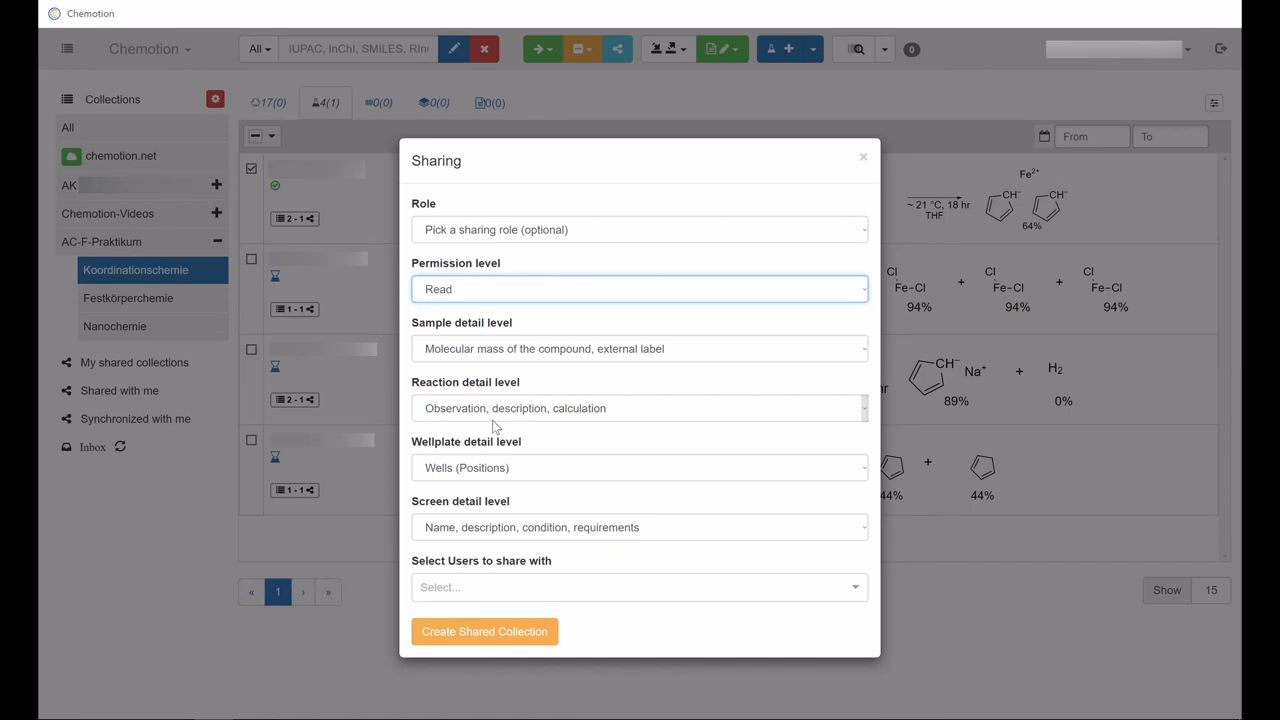 Chemotion
Chemotion
All
IUPAC, InChI, SMILES, RIn
0
Collections
17(0)
4(1)
0(0)
0(0)
0(0)
All
From
To
chemotion.net
AK
Chemotion-Videos
AC-F-Praktikum
Koordinationschemie
Festkörperchemie
Nanochemie
My shared collections
Shared with me
Synchronized with me
Inbox
2 - 1
1 - 1
2 - 1
1 - 1
Sharing
×
Role
Pick a sharing role (optional)
Permission level
Read
Sample detail level
Molecular mass of the compound, external label
Reaction detail level
Observation, description, calculation
Wellplate detail level
Wells (Positions)
Screen detail level
Name, description, condition, requirements
Select Users to share with
Select...
Create Shared Collection
Fe²⁺
~ 21 °C, 18 hr
THF
CH⁻
CH⁻
64%
Cl
Fe–Cl
+
Cl
Fe–Cl
+
Cl
Fe–Cl
94%
94%
94%
hr
CH⁻
Na⁺
+
H₂
89%
0%
+
44%
44%
«
1
›
»
Show
15